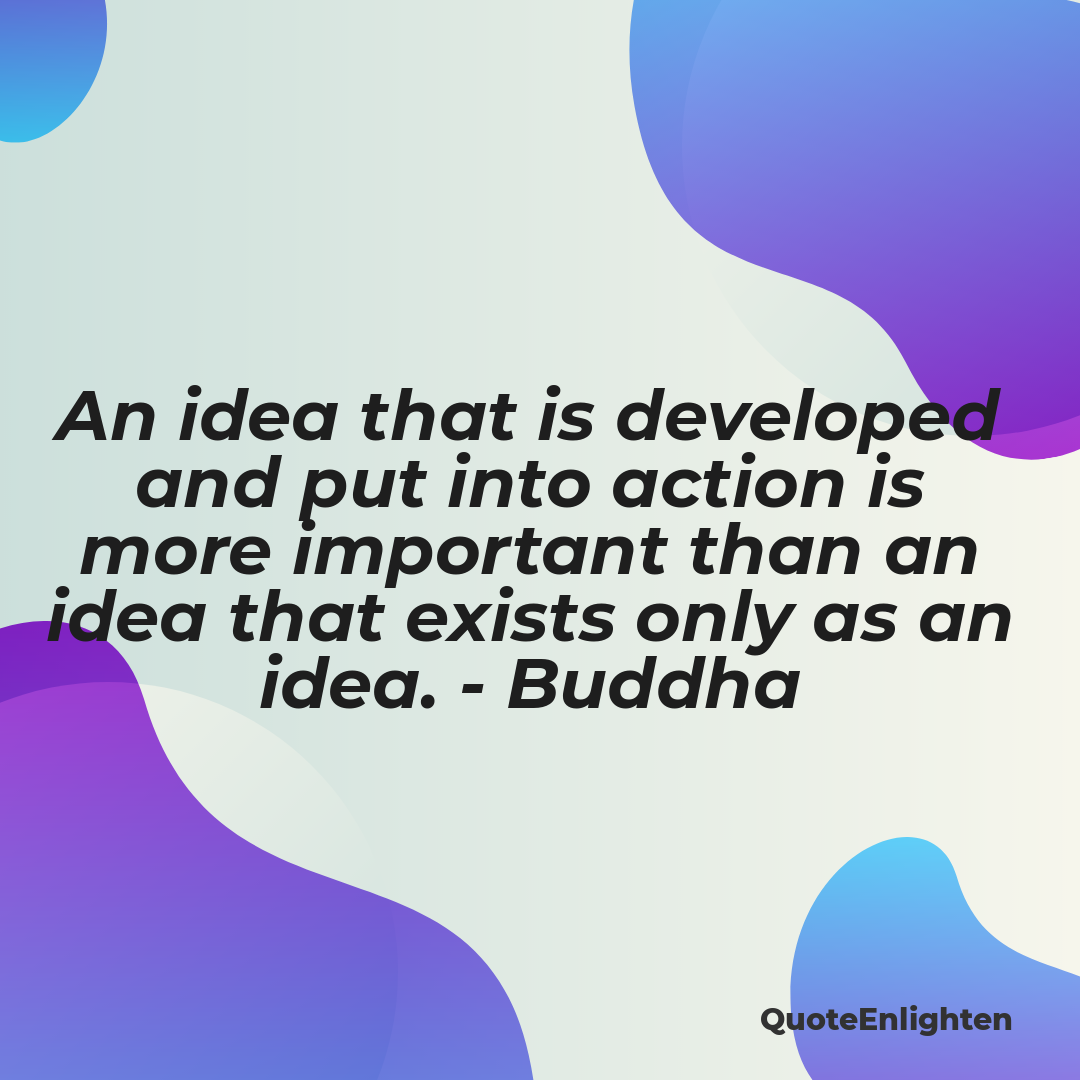 An idea that is developed
and put into action is
more important than an
idea that exists only as an
idea. - Buddha
QuoteEnlighten